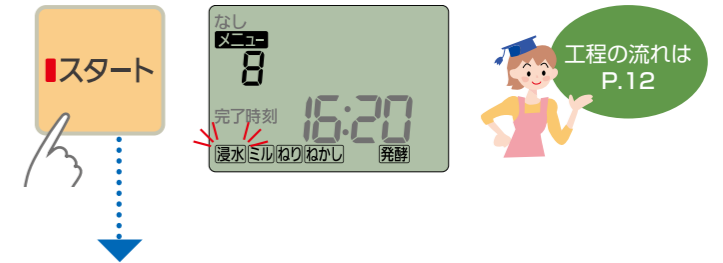 スタート
なし
メニュー
8
完了時刻 16:20
浸水 ミル ねり ねかし 発酵
工程の流れは
P.12